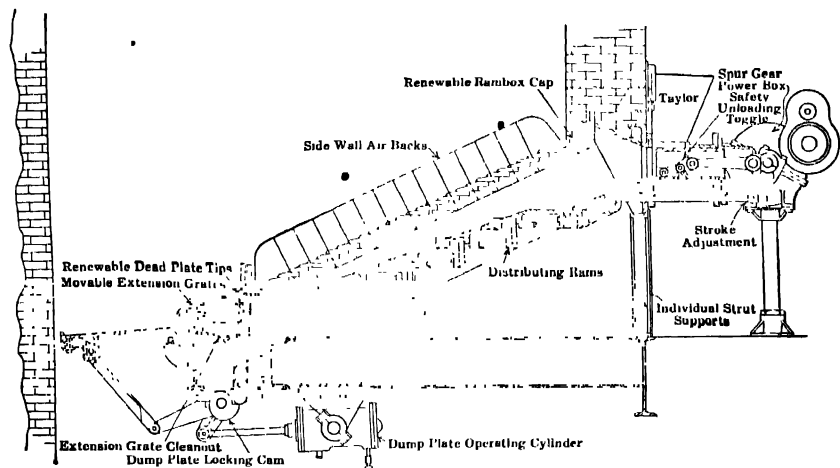 Renewable Rambox Cap
Taylor
Spur Gear
Power Box
Safety
Unloading
Toggle
Side Wall Air Backs
Stroke
Adjustment
Distributing Rams
Renewable Dead Plate Tips
Movable Extension Grate
Individual Strut
Supports
Extension Grate Cleanout
Dump Plate Locking Cam
Dump Plate Operating Cylinder